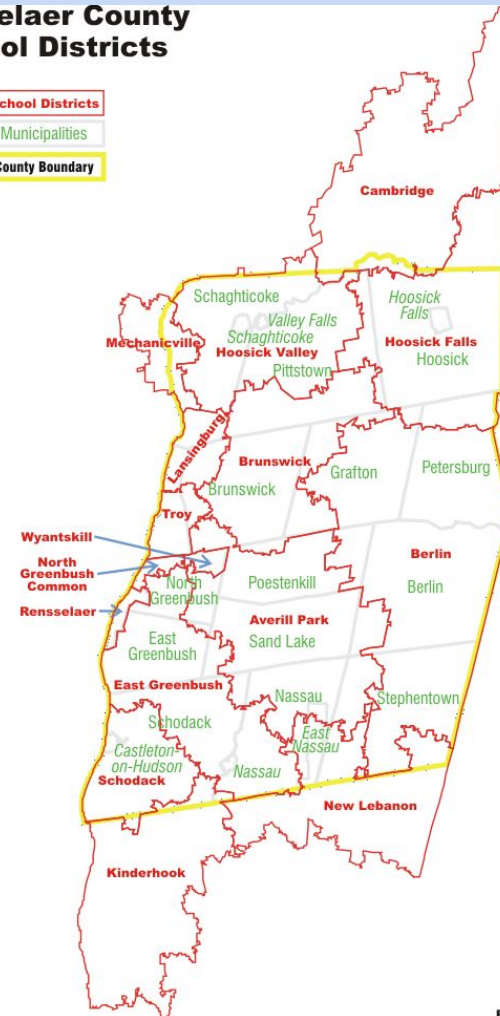 elaer County
ol Districts
chool Districts
Municipalities
County Boundary
Cambridge
Schaghticoke
Hoosick
Falls
Valley Falls
Schaghticoke
Mechanicville
Hoosick Valley
Hoosick Falls
Hoosick
Pittstown
Lansingburg
Brunswick
Grafton
Petersburg
Brunswick
Troy
Wyantskill
North
Greenbush
Common
Rensselaer
North
Greenbush
Poestenkill
Berlin
Berlin
Averill Park
Sand Lake
East
Greenbush
East Greenbush
Nassau
Stephentown
Schodack
East
Nassau
Castleton-
on-Hudson
Nassau
Schodack
New Lebanon
Kinderhook